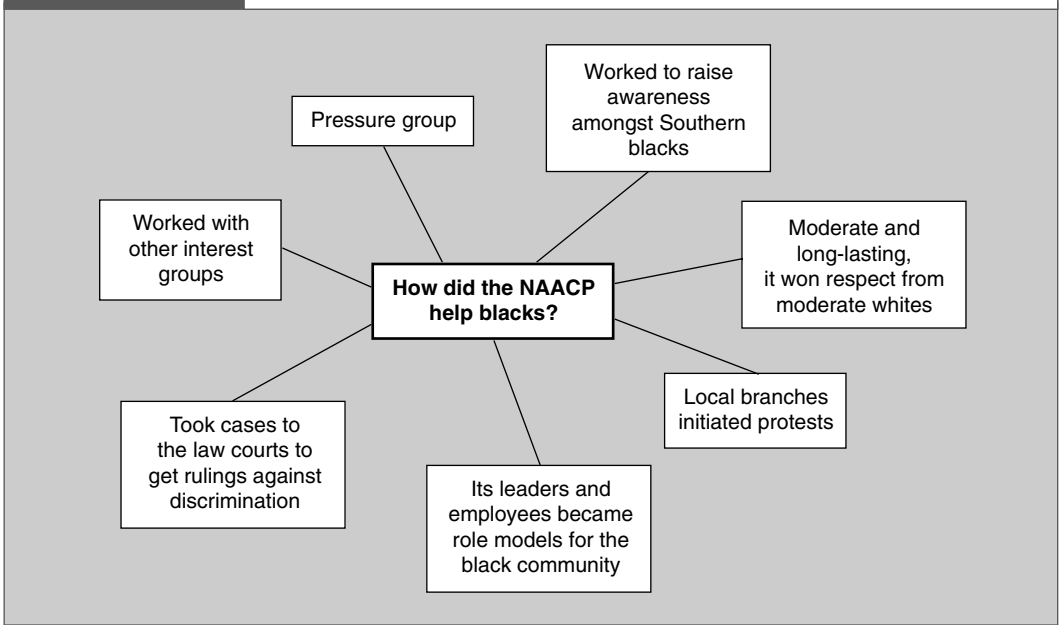 How did the NAACP
help blacks?
Pressure group
Worked to raise
awareness
amongst Southern
blacks
Moderate and
long-lasting,
it won respect from
moderate whites
Local branches
initiated protests
Its leaders and
employees became
role models for the
black community
Took cases to
the law courts to
get rulings against
discrimination
Worked with
other interest
groups